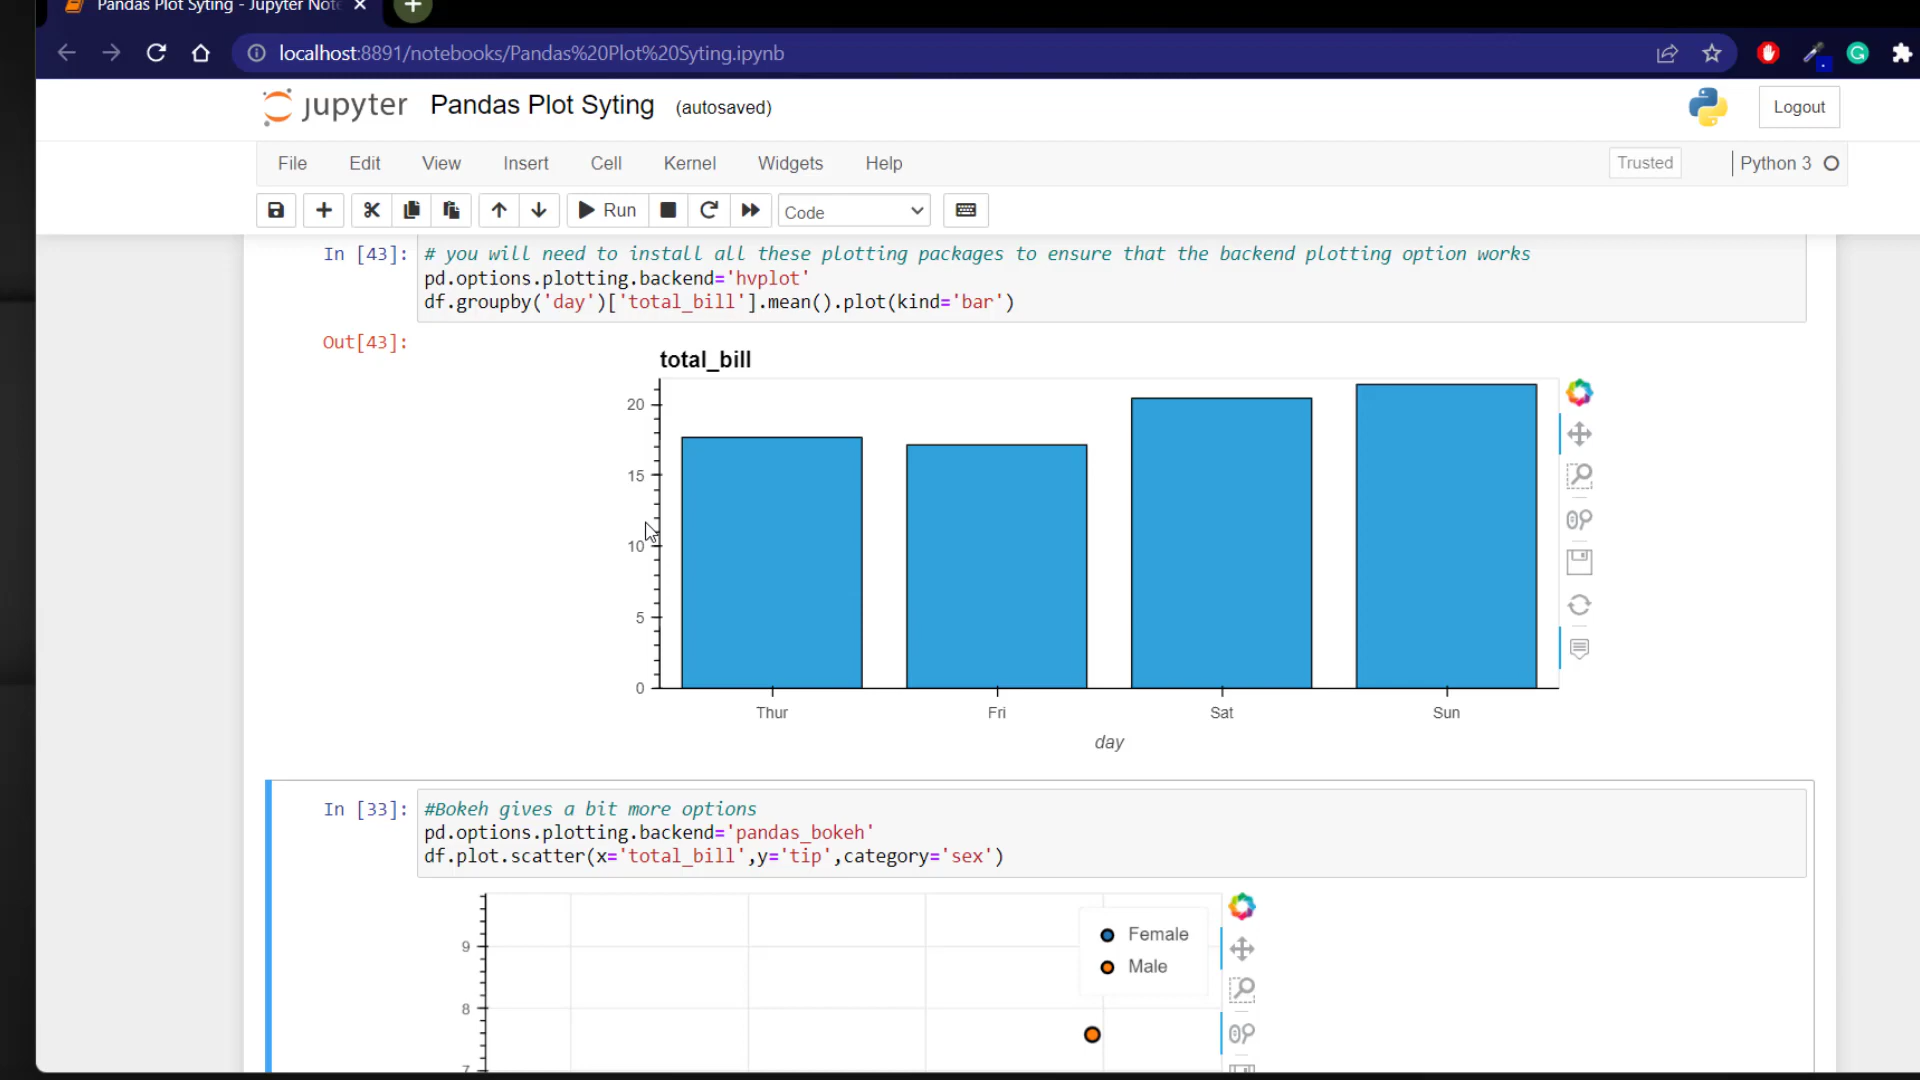 Pandas Plot Syting - Jupyter Note
localhost:8891/notebooks/Pandas%20Plot%20Syting.ipynb
jupyter Pandas Plot Syting (autosaved)
Logout
File Edit View Insert Cell Kernel Widgets Help
Trusted Python 3
Run Code
In [43]: # you will need to install all these plotting packages to ensure that the backend plotting option works
pd.options.plotting.backend='hvplot'
df.groupby('day')['total_bill'].mean().plot(kind='bar')
Out[43]:
total_bill
20
15
10
5
0
Thur Fri Sat Sun
day
In [33]: #Bokeh gives a bit more options
pd.options.plotting.backend='pandas_bokeh'
df.plot.scatter(x='total_bill',y='tip',category='sex')
Female
9
Male
8
7